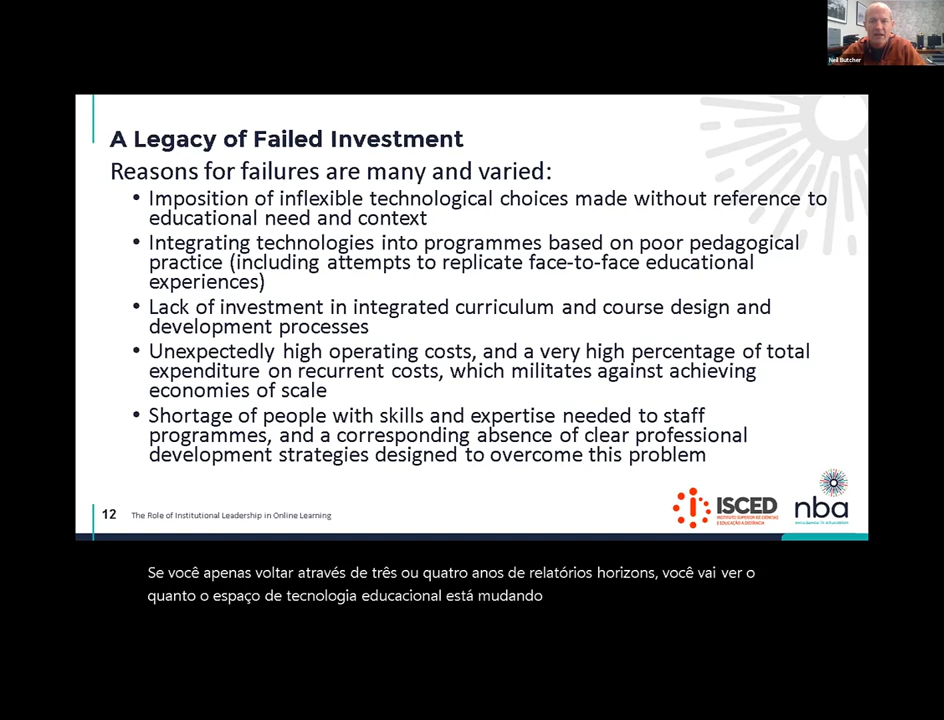 Neil Butcher
A Legacy of Failed Investment
Reasons for failures are many and varied:
• Imposition of inflexible technological choices made without reference to
educational need and context
• Integrating technologies into programmes based on poor pedagogical
practice (including attempts to replicate face-to-face educational
experiences)
• Lack of investment in integrated curriculum and course design and
development processes
• Unexpectedly high operating costs, and a very high percentage of total
expenditure on recurrent costs, which militates against achieving
economies of scale
• Shortage of people with skills and expertise needed to staff
programmes, and a corresponding absence of clear professional
development strategies designed to overcome this problem
12 The Role of Institutional Leadership in Online Learning
ISCED
INSTITUTO SUPERIOR DE CIÊNCIAS
E EDUCAÇÃO A DISTÂNCIA
nba
Se você apenas voltar através de três ou quatro anos de relatórios horizons, você vai ver o
quanto o espaço de tecnologia educacional está mudando